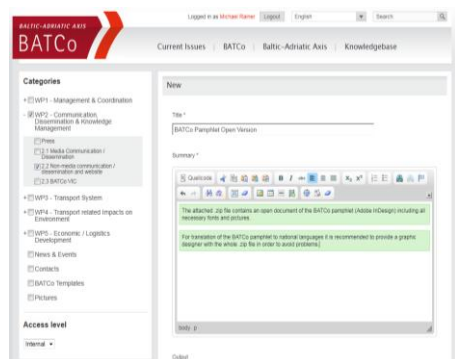 Logged in as Michael Ramer Logout English Search
BALTIC-ADRIATIC AXIS
BATCo
Current Issues | BATCo | Baltic-Adriatic Axis | Knowledgebase
Categories
WP1 - Management & Coordination
WP2 - Communication,
Dissemination & Knowledge
Management
Press
2.1 Media Communication /
Dissemination
2.2 Non-media communication /
dissemination and website
2.3 BATCo VIC
WP3 - Transport System
WP4 - Transport related Impacts on
Environment
WP5 - Economic / Logistics
Development
News & Events
Contacts
BATCo Templates
Pictures
Access level
Internal
New
Title *
BATCo Pamphlet Open Version
Summary *
Quellcode
The attached .zip file contains an open document of the BATCo pamphlet (Adobe InDesign) including all
necessary fonts and pictures.
For translation of the BATCo pamphlet to national languages it is recommended to provide a graphic
designer with the whole .zip file in order to avoid problems.
body p
Output